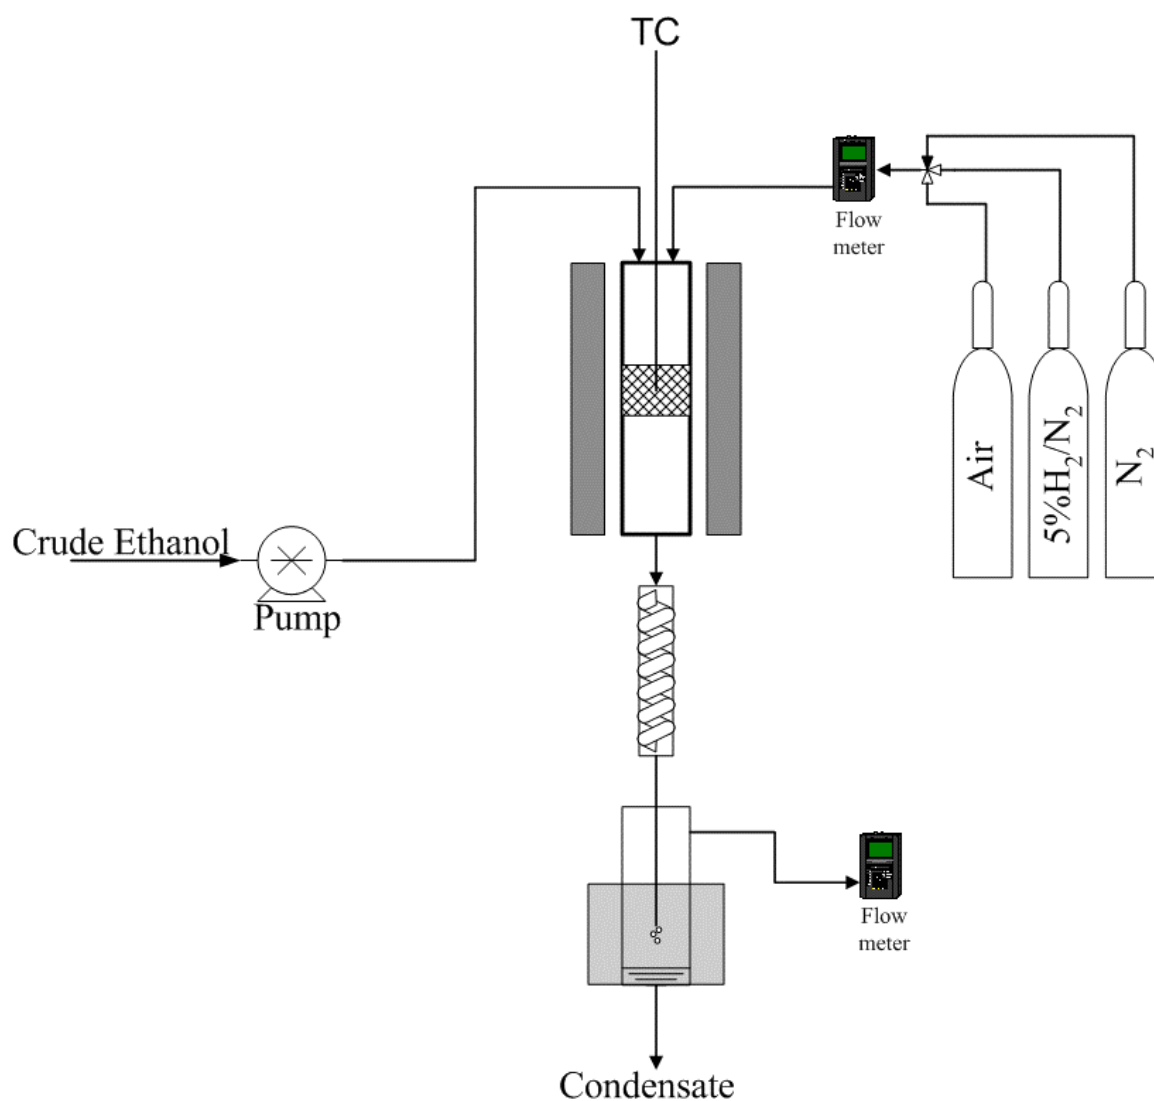 TC
Flow
meter
Air
5%H₂/N₂
N₂
Crude Ethanol
Pump
Flow
meter
Condensate